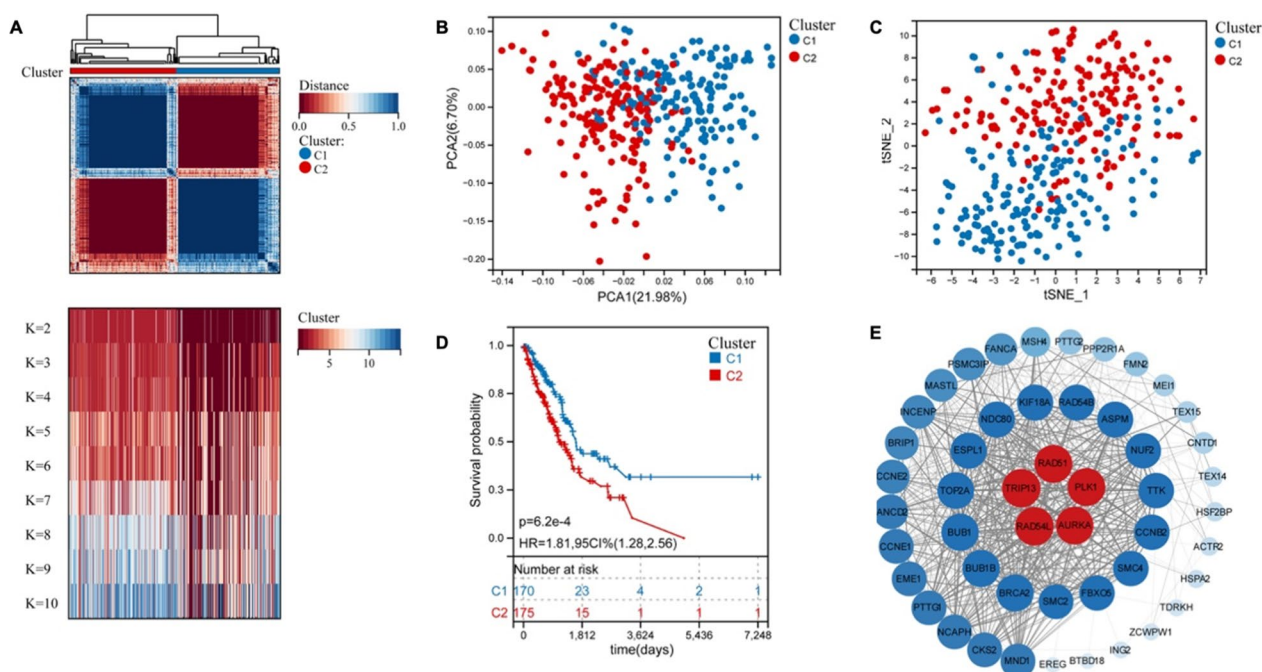 A
Cluster
Distance
0.0 0.5 1.0
Cluster:
C1
C2
K=2
K=3
K=4
K=5
K=6
K=7
K=8
K=9
K=10
Cluster
5 10
B
Cluster
C1
C2
PCA2(6.70%)
0.10
0.05
0.00
−0.05
−0.10
−0.15
−0.20
−0.14 −0.10 −0.06 −0.02 0.02 0.06 0.10 0.14
PCA1(21.98%)
C
Cluster
C1
C2
tSNE_2
10
8
6
4
2
0
−2
−4
−6
−8
−10
−6 −5 −4 −3 −2 −1 0 1 2 3 4 5 6 7
tSNE_1
D
Cluster
C1
C2
Survival probability
1.0
0.8
0.5
0.3
0.0
p=6.2e-4
HR=1.81,95CI%(1.28,2.56)
Number at risk
C1 170 23 4 2 1
C2 175 15 1 1 1
0 1,812 3,624 5,436 7,248
time(days)
E
MSH4
PTTG2
PPP2R1A
FMN2
MEI1
TEX15
CNTD1
TEX14
HSF2BP
ACTR2
HSPA2
TDRKH
ZCWPW1
ING2
BTBD18
EREG
MND1
CKS2
NCAPH
PTTG1
EME1
CCNE1
ANCD2
CCNE2
BRIP1
INCENP
MASTL
PSMC3IP
FANCA
KIF18A
RAD54B
ASPM
NUF2
TTK
CCNB2
SMC4
FBXO5
SMC2
BRCA2
BUB1B
BUB1
TOP2A
ESPL1
NDC80
RAD51
PLK1
AURKA
RAD54L
TRIP13